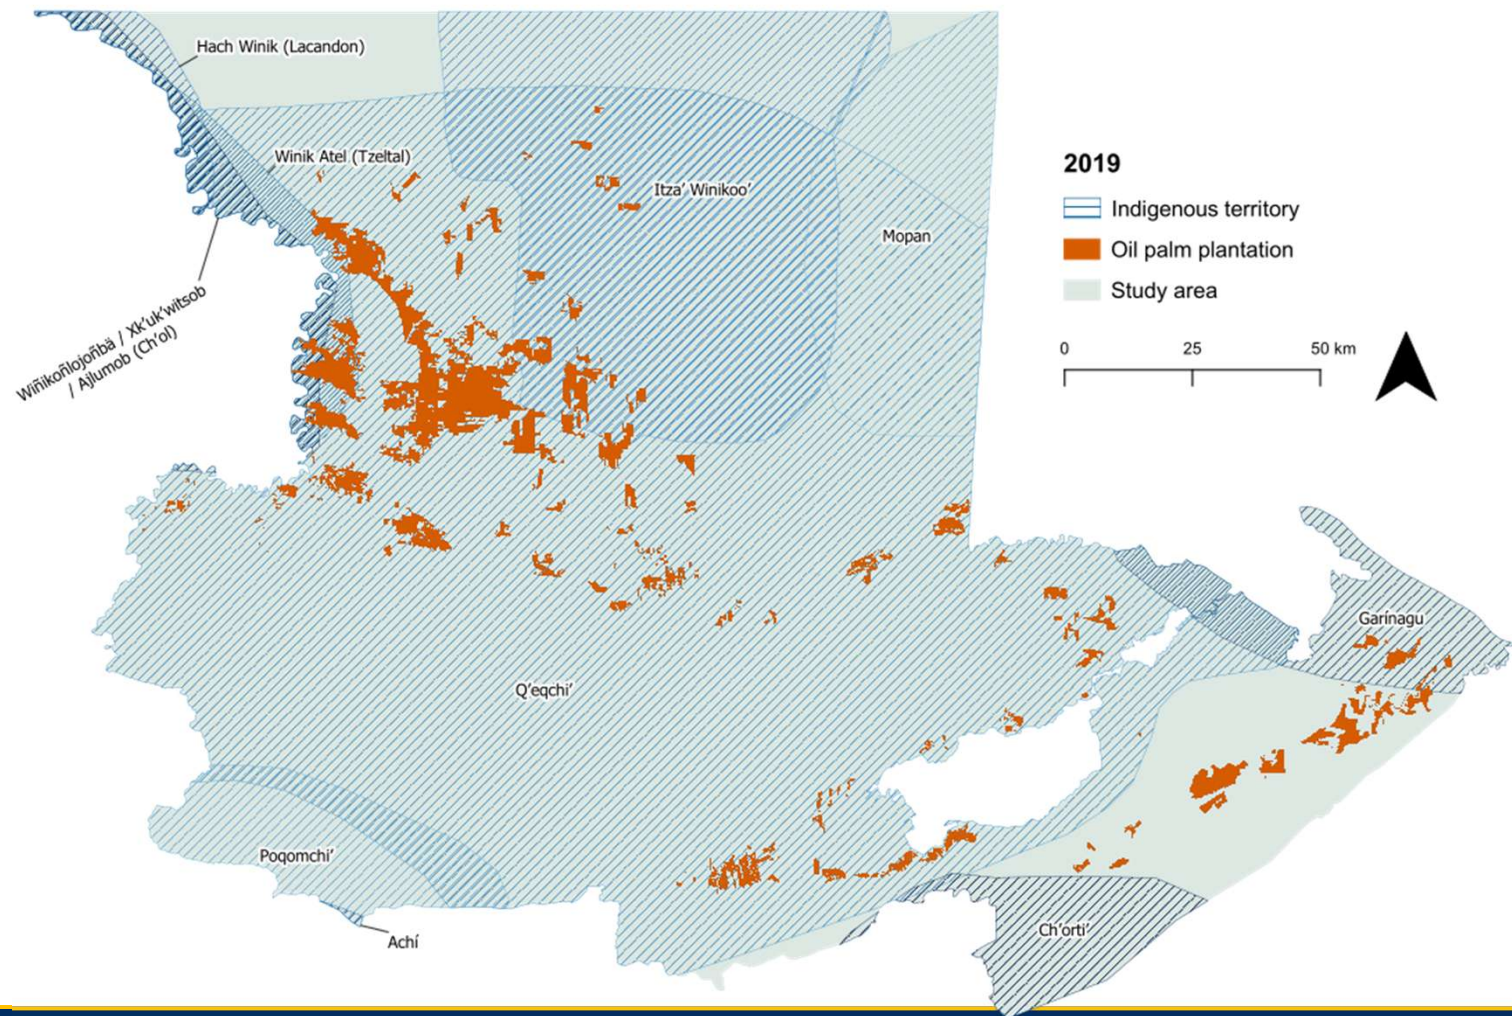 Hach Winik (Lacandon)
Winik Atel (Tzeltal)
Itza’ Winikoo’
Mopan
Wiñikoñlojoñbä / Xk’uk’witsob
/ Ajlumob (Ch’ol)
2019
Indigenous territory
Oil palm plantation
Study area
0 25 50 km
Garínagu
Q’eqchi’
Poqomchi’
Achí
Ch’orti’